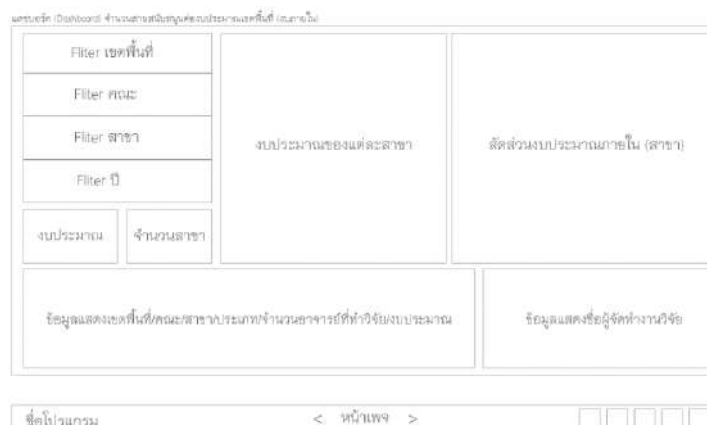 แดชบอร์ด (Dashboard) จำนวนสาขสนับสนุนต่องบประมาณเขตพื้นที่ (งบภายใน)
Fliter เขตพื้นที่
Fliter คณะ
Fliter สาขา
Fliter ปี
งบประมาณ
จำนวนสาขา
งบประมาณของแต่ละสาขา
สัดส่วนงบประมาณภายใน (สาขา)
ข้อมูลแสดงเขตพื้นที่/คณะ/สาขา/ประเภท/จำนวนอาจารย์ที่ทำวิจัย/งบประมาณ
ข้อมูลแสดงชื่อผู้จัดทำงานวิจัย
ชื่อโปรแกรม
< หน้าเพจ >